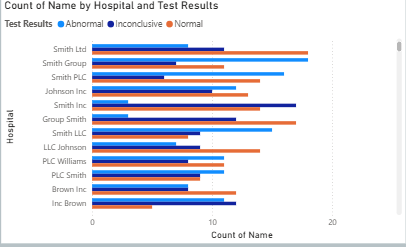 Count of Name by Hospital and Test Results
Test Results Abnormal Inconclusive Normal
Hospital
Smith Ltd
Smith Group
Smith PLC
Johnson Inc
Smith Inc
Group Smith
Smith LLC
LLC Johnson
PLC Williams
PLC Smith
Brown Inc
Inc Brown
0 10 20
Count of Name